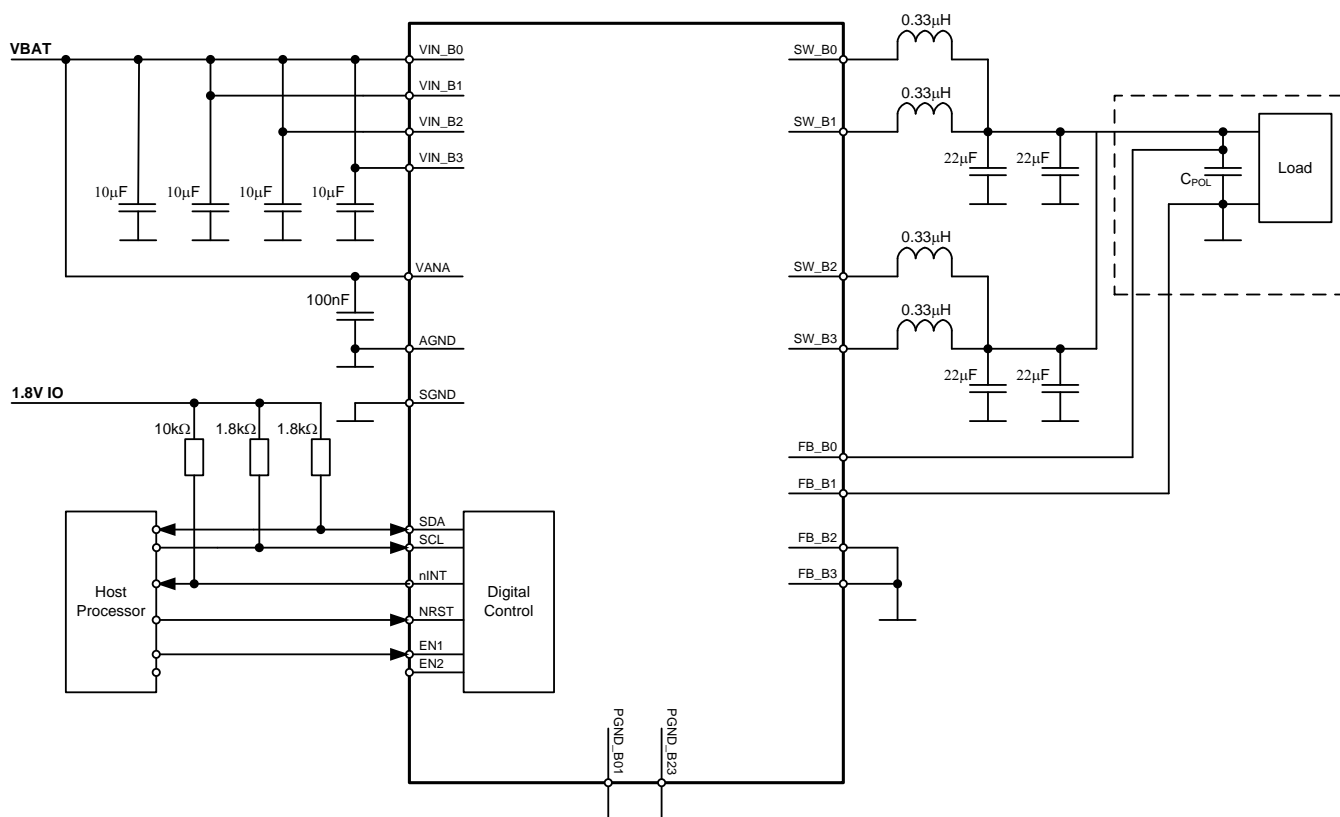 VBAT
VIN_B0
VIN_B1
VIN_B2
VIN_B3
10μF
10μF
10μF
10μF
VANA
100nF
AGND
1.8V IO
SGND
10kΩ
1.8kΩ
1.8kΩ
Host
Processor
SDA
SCL
nINT
NRST
EN1
EN2
Digital
Control
PGND_B01
PGND_B23
0.33μH
SW_B0
0.33μH
SW_B1
22μF
22μF
CPOL
Load
0.33μH
SW_B2
0.33μH
SW_B3
22μF
22μF
FB_B0
FB_B1
FB_B2
FB_B3